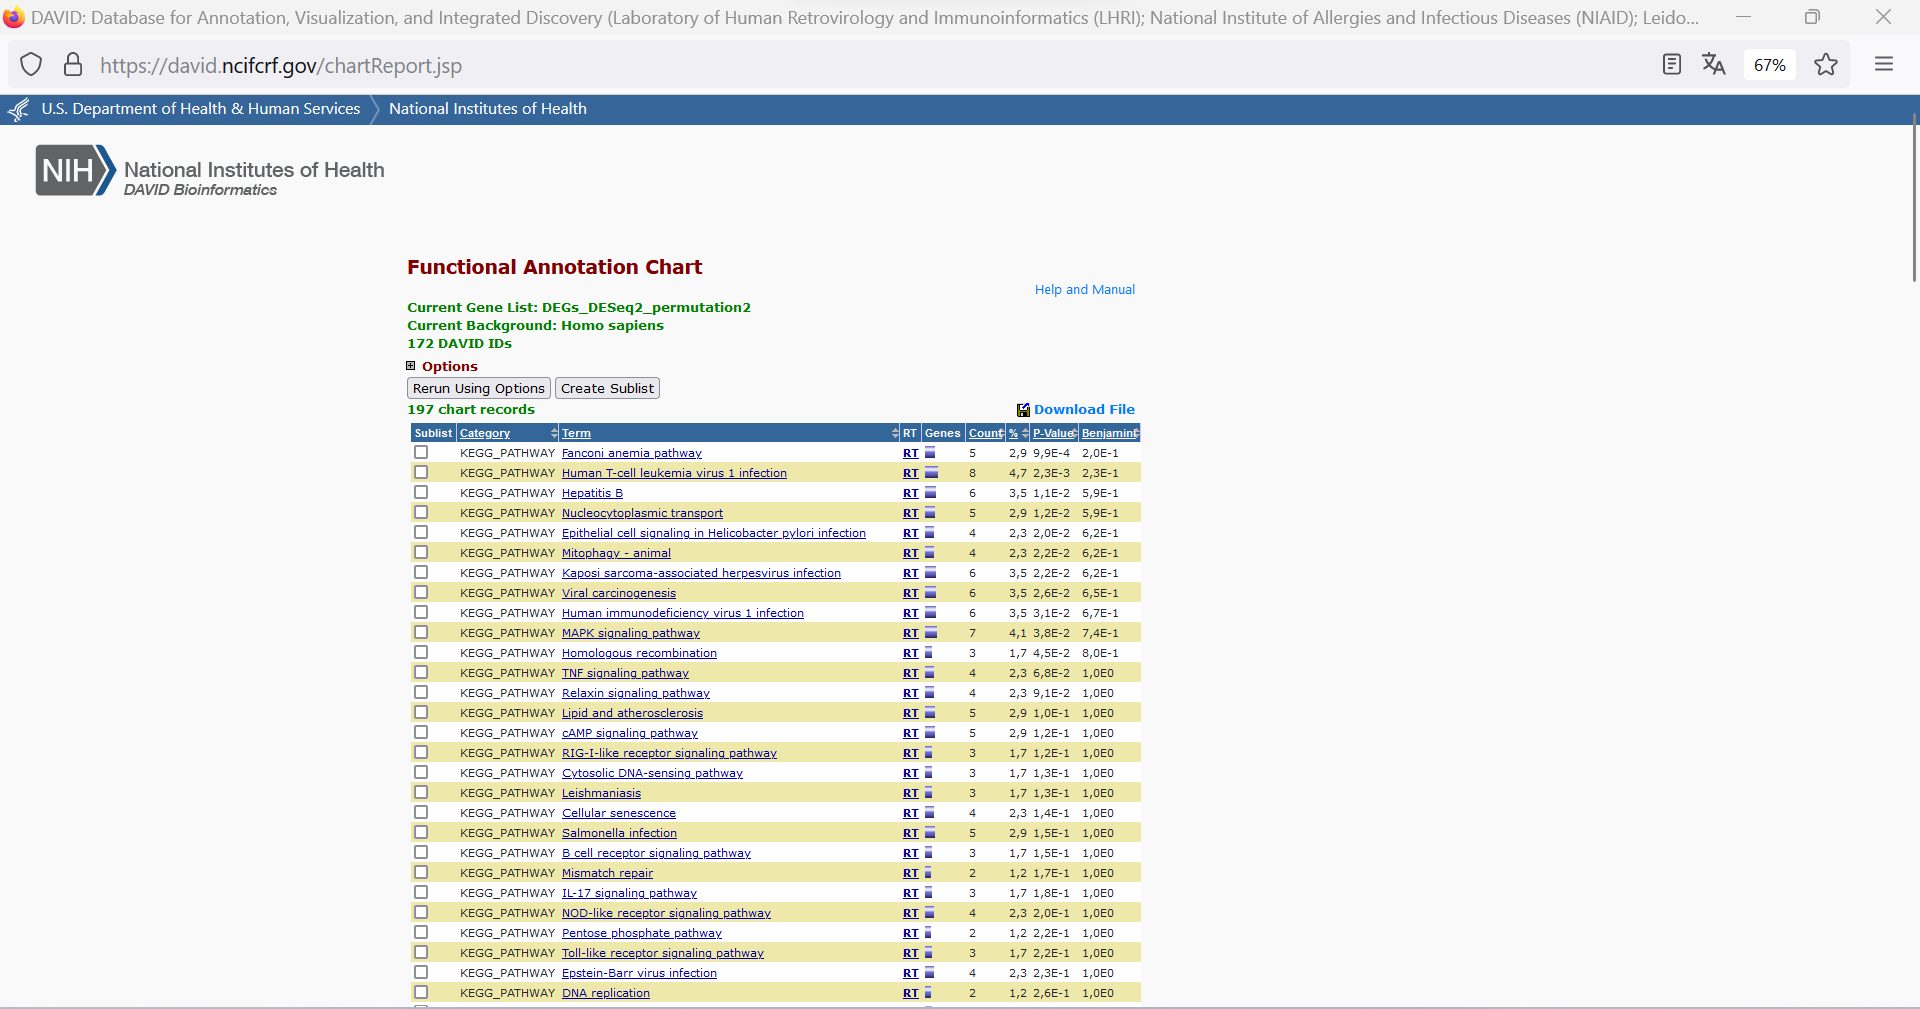 DAVID: Database for Annotation, Visualization, and Integrated Discovery (Laboratory of Human Retrovirology and Immunoinformatics (LHRI); National Institute of Allergies and Infectious Diseases (NIAID); Leido...
https://david.ncifcrf.gov/chartReport.jsp 67%
U.S. Department of Health & Human Services National Institutes of Health
NIH National Institutes of Health
DAVID Bioinformatics
Functional Annotation Chart
Help and Manual
Current Gene List: DEGs_DESeq2_permutation2
Current Background: Homo sapiens
172 DAVID IDs
Options
Rerun Using Options Create Sublist
197 chart records Download File
Sublist Category Term RT Genes Count % P-Value Benjamini
KEGG_PATHWAY Fanconi anemia pathway RT 5 2,9 9,9E-4 2,0E-1
KEGG_PATHWAY Human T-cell leukemia virus 1 infection RT 8 4,7 2,3E-3 2,3E-1
KEGG_PATHWAY Hepatitis B RT 6 3,5 1,1E-2 5,9E-1
KEGG_PATHWAY Nucleocytoplasmic transport RT 5 2,9 1,2E-2 5,9E-1
KEGG_PATHWAY Epithelial cell signaling in Helicobacter pylori infection RT 4 2,3 2,0E-2 6,2E-1
KEGG_PATHWAY Mitophagy - animal RT 4 2,3 2,2E-2 6,2E-1
KEGG_PATHWAY Kaposi sarcoma-associated herpesvirus infection RT 6 3,5 2,2E-2 6,2E-1
KEGG_PATHWAY Viral carcinogenesis RT 6 3,5 2,6E-2 6,5E-1
KEGG_PATHWAY Human immunodeficiency virus 1 infection RT 6 3,5 3,1E-2 6,7E-1
KEGG_PATHWAY MAPK signaling pathway RT 7 4,1 3,8E-2 7,4E-1
KEGG_PATHWAY Homologous recombination RT 3 1,7 4,5E-2 8,0E-1
KEGG_PATHWAY TNF signaling pathway RT 4 2,3 6,8E-2 1,0E0
KEGG_PATHWAY Relaxin signaling pathway RT 4 2,3 9,1E-2 1,0E0
KEGG_PATHWAY Lipid and atherosclerosis RT 5 2,9 1,0E-1 1,0E0
KEGG_PATHWAY cAMP signaling pathway RT 5 2,9 1,2E-1 1,0E0
KEGG_PATHWAY RIG-I-like receptor signaling pathway RT 3 1,7 1,2E-1 1,0E0
KEGG_PATHWAY Cytosolic DNA-sensing pathway RT 3 1,7 1,3E-1 1,0E0
KEGG_PATHWAY Leishmaniasis RT 3 1,7 1,3E-1 1,0E0
KEGG_PATHWAY Cellular senescence RT 4 2,3 1,4E-1 1,0E0
KEGG_PATHWAY Salmonella infection RT 5 2,9 1,5E-1 1,0E0
KEGG_PATHWAY B cell receptor signaling pathway RT 3 1,7 1,5E-1 1,0E0
KEGG_PATHWAY Mismatch repair RT 2 1,2 1,7E-1 1,0E0
KEGG_PATHWAY IL-17 signaling pathway RT 3 1,7 1,8E-1 1,0E0
KEGG_PATHWAY NOD-like receptor signaling pathway RT 4 2,3 2,0E-1 1,0E0
KEGG_PATHWAY Pentose phosphate pathway RT 2 1,2 2,2E-1 1,0E0
KEGG_PATHWAY Toll-like receptor signaling pathway RT 3 1,7 2,2E-1 1,0E0
KEGG_PATHWAY Epstein-Barr virus infection RT 4 2,3 2,3E-1 1,0E0
KEGG_PATHWAY DNA replication RT 2 1,2 2,6E-1 1,0E0